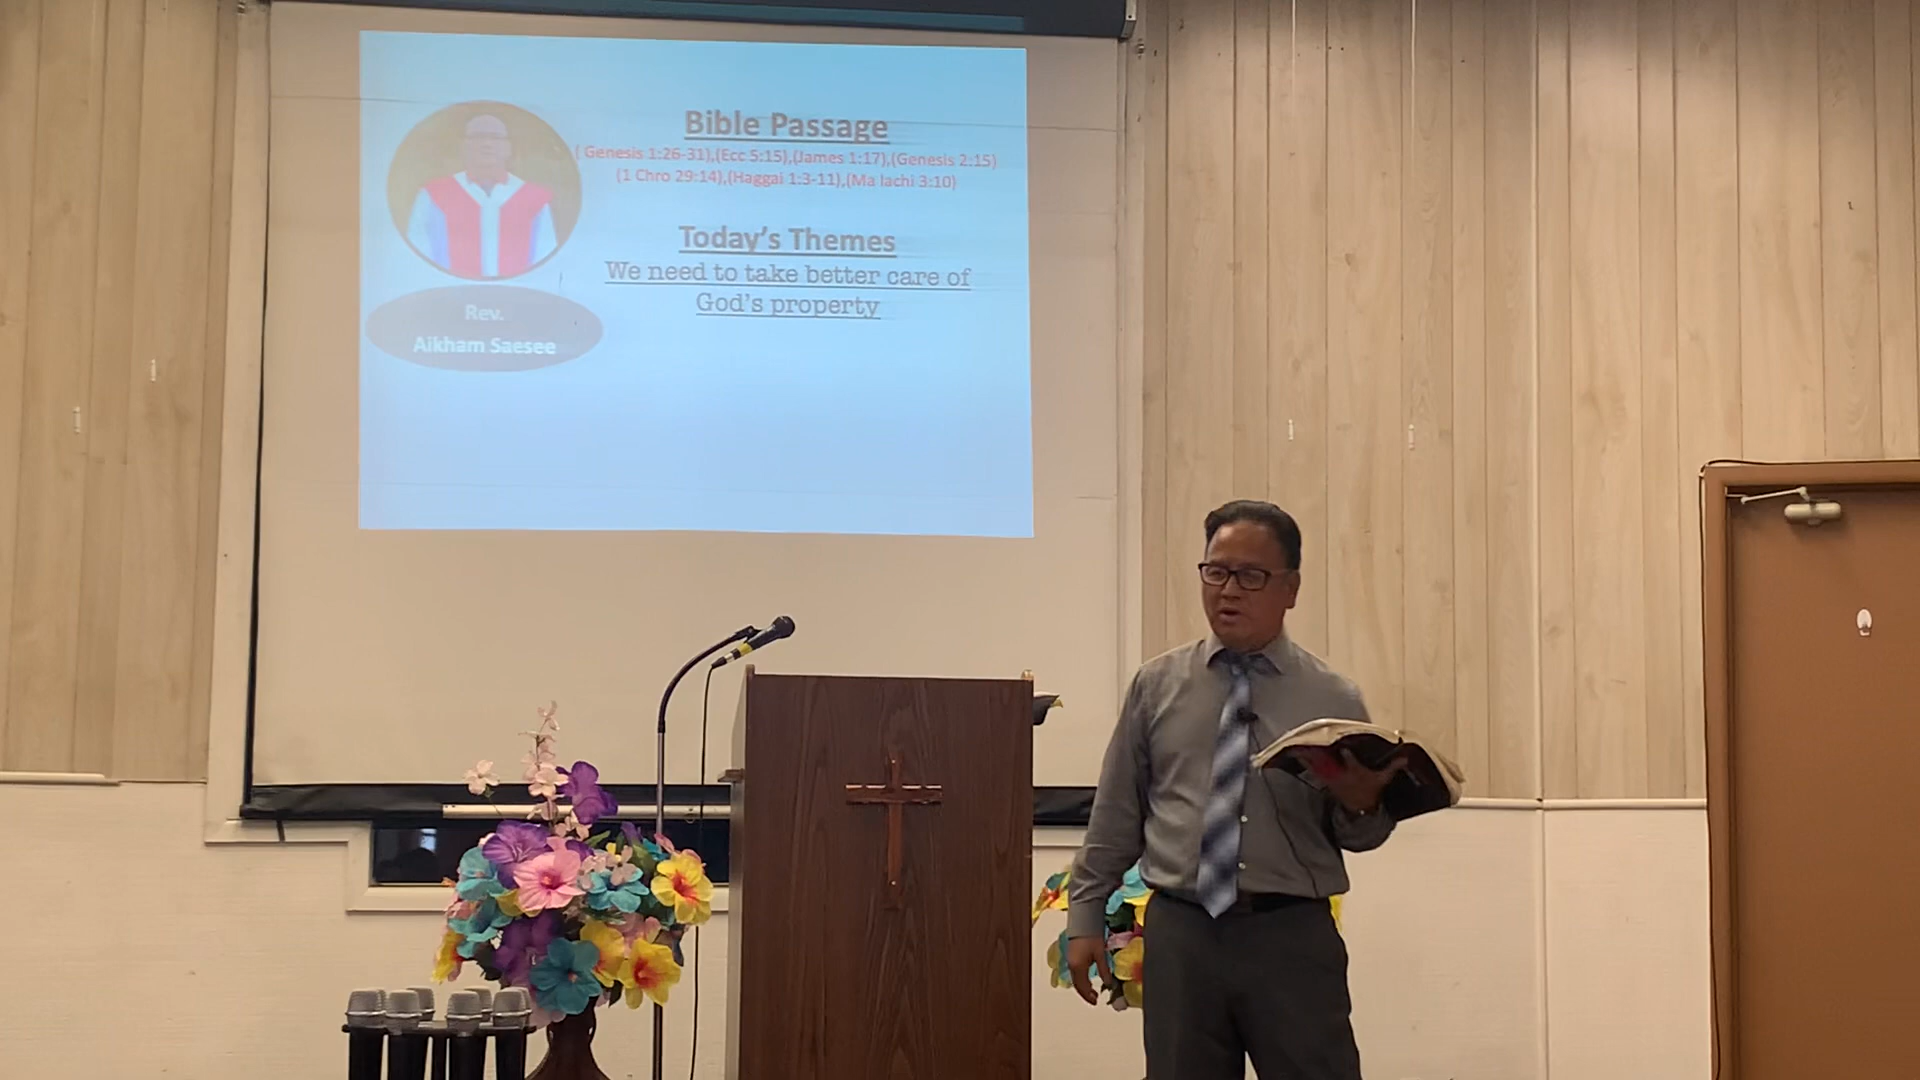 Bible Passage
( Genesis 1:26-31),(Ecc 5:15),(James 1:17),(Genesis 2:15)
(1 Chro 29:14),(Haggai 1:3-11),(Ma lachi 3:10)
Today's Themes
We need to take better care of
God's property
Rev.
Aikham Saesee